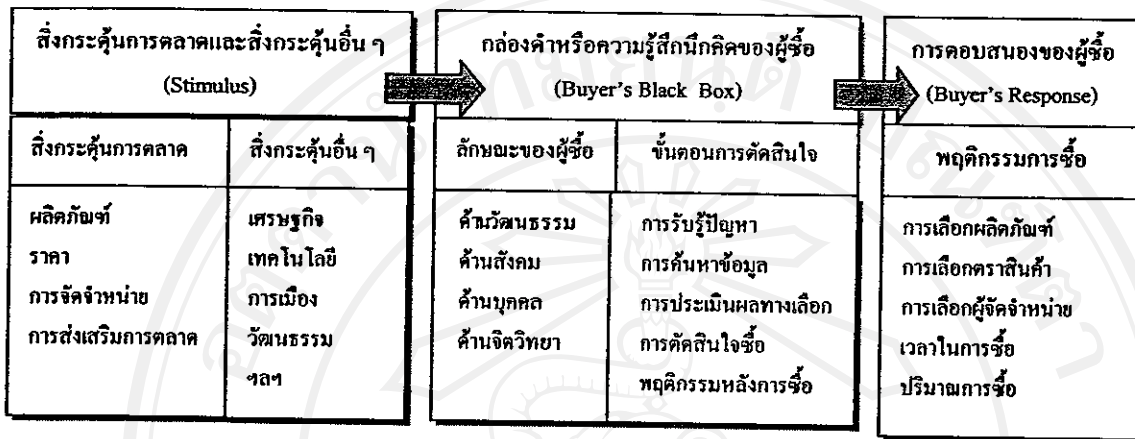 สิ่งกระตุ้นการตลาดและสิ่งกระตุ้นอื่น ๆ
(Stimulus)
สิ่งกระตุ้นการตลาด
สิ่งกระตุ้นอื่น ๆ
ผลิตภัณฑ์
ราคา
การจัดจำหน่าย
การส่งเสริมการตลาด
เศรษฐกิจ
เทคโนโลยี
การเมือง
วัฒนธรรม
ฯลฯ
กล่องดำหรือความรู้สึกนึกคิดของผู้ซื้อ
(Buyer's Black Box)
ลักษณะของผู้ซื้อ
ขั้นตอนการตัดสินใจ
ด้านวัฒนธรรม
ด้านสังคม
ด้านบุคคล
ด้านจิตวิทยา
การรับรู้ปัญหา
การค้นหาข้อมูล
การประเมินผลทางเลือก
การตัดสินใจซื้อ
พฤติกรรมหลังการซื้อ
การตอบสนองของผู้ซื้อ
(Buyer's Response)
พฤติกรรมการซื้อ
การเลือกผลิตภัณฑ์
การเลือกตราสินค้า
การเลือกผู้จัดจำหน่าย
เวลาในการซื้อ
ปริมาณการซื้อ